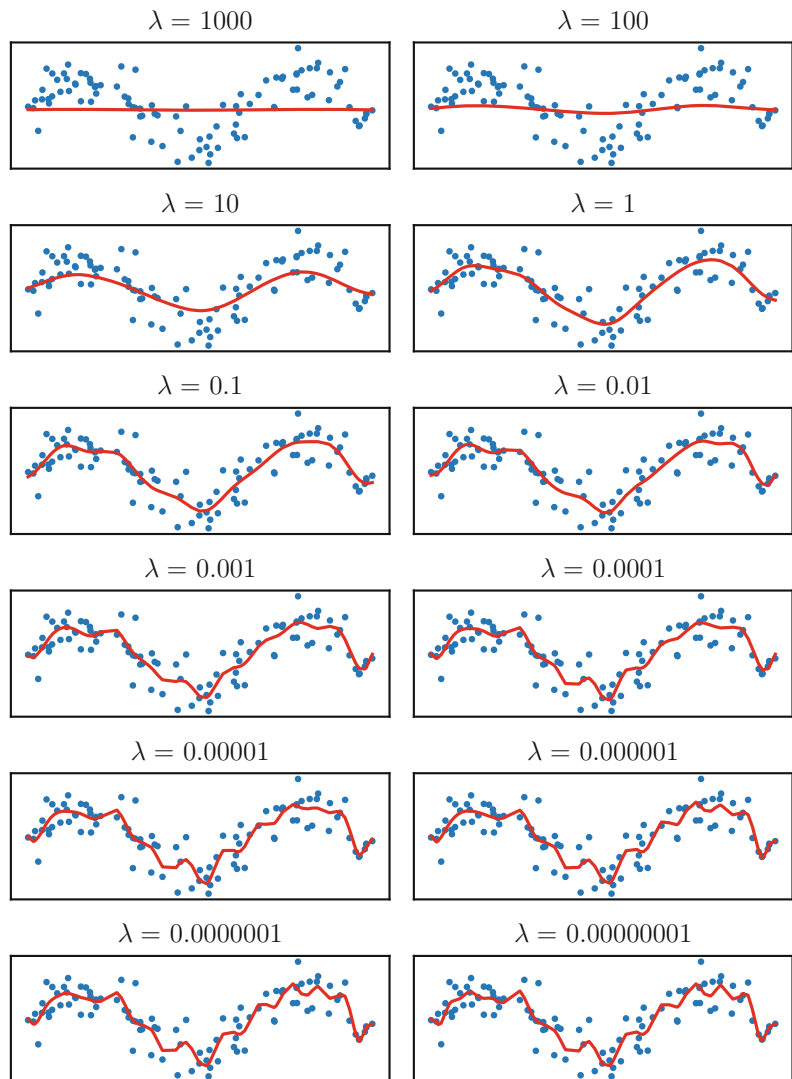 λ = 1000
λ = 100
λ = 10
λ = 1
λ = 0.1
λ = 0.01
λ = 0.001
λ = 0.0001
λ = 0.00001
λ = 0.000001
λ = 0.0000001
λ = 0.00000001